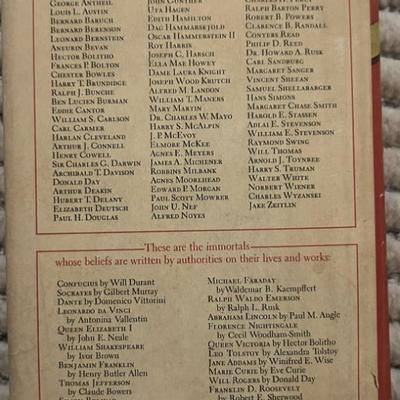 GEORGE ANTHEIL
LOUIS L. AUSTIN
BERNARD BARUCH
BERNARD BERENSON
LEONARD BERNSTEIN
ANEURIN BEVAN
HECTOR BOLITHO
FRANCES P. BOLTON
CHESTER BOWLES
HARRY T. BRUNDIDGE
RALPH J. BUNCHE
BEN LUCIEN BURMAN
EDDIE CANTOR
WILLIAM S. CARLSON
CARL CARMER
HARLAN CLEVELAND
ARTHUR J. CONNELL
HENRY COWELL
SIR CHARLES G. DARWIN
ARCHIBALD T. DAVISON
DONALD DAY
ARTHUR DEAKIN
HUBERT T. DELANY
ELIZABETH DEUTSCH
PAUL H. DOUGLAS
JOHN GUNTHER
UTA HAGEN
EDITH HAMILTON
DAG HAMMARSKJOLD
OSCAR HAMMERSTEIN II
ROY HARRIS
JOSEPH C. HARSCH
ELLA MAE HOWEY
DAME LAURA KNIGHT
JOSEPH WOOD KRUTCH
ALFRED M. LANDON
WILLIAM T. MANERS
MARY MARTIN
DR. CHARLES W. MAYO
HARRY S. McALPIN
J. P. McEVOY
ELMORE McKEE
AGNES E. MEYERS
JAMES A. MICHENER
ROBBINS MILBANK
AGNES MOOREHEAD
EDWARD P. MORGAN
PAUL SCOTT MOWRER
JOHN U. NEF
ALFRED NOYES
RALPH BARTON PERRY
ROBERT B. POWERS
CLARENCE B. RANDALL
CONYERS READ
PHILIP D. REED
DR. HOWARD A. RUSK
CARL SANDBURG
MARGARET SANGER
VINCENT SHEEAN
SAMUEL SHELLABARGER
HANS SIMONS
MARGARET CHASE SMITH
HAROLD E. STASSEN
ADLAI E. STEVENSON
WILLIAM E. STEVENSON
RAYMOND SWING
WILL THOMAS
ARNOLD J. TOYNBEE
HARRY S. TRUMAN
WALTER WHITE
NORBERT WIENER
CHARLES WYZANSKI
JAKE ZEITLIN
These are the immortals
whose beliefs are written by authorities on their lives and works:
CONFUCIUS by Will Durant
SOCRATES by Gilbert Murray
DANTE by Domenico Vittorini
LEONARDO DA VINCI
by Antonina Vallentin
QUEEN ELIZABETH I
by John E. Neale
WILLIAM SHAKESPEARE
by Ivor Brown
BENJAMIN FRANKLIN
by Henry Butler Allen
THOMAS JEFFERSON
by Claude Bowers
MICHAEL FARADAY
by Waldemar B. Kaempffert
RALPH WALDO EMERSON
by Ralph L. Rusk
ABRAHAM LINCOLN by Paul M. Angle
FLORENCE NIGHTINGALE
by Cecil Woodham-Smith
QUEEN VICTORIA by Hector Bolitho
LEO TOLSTOY by Alexandra Tolstoy
JANE ADDAMS by Winifred E. Wise
MARIE CURIE by Eve Curie
WILL ROGERS by Donald Day
FRANKLIN D. ROOSEVELT
by Robert E. Sherwood